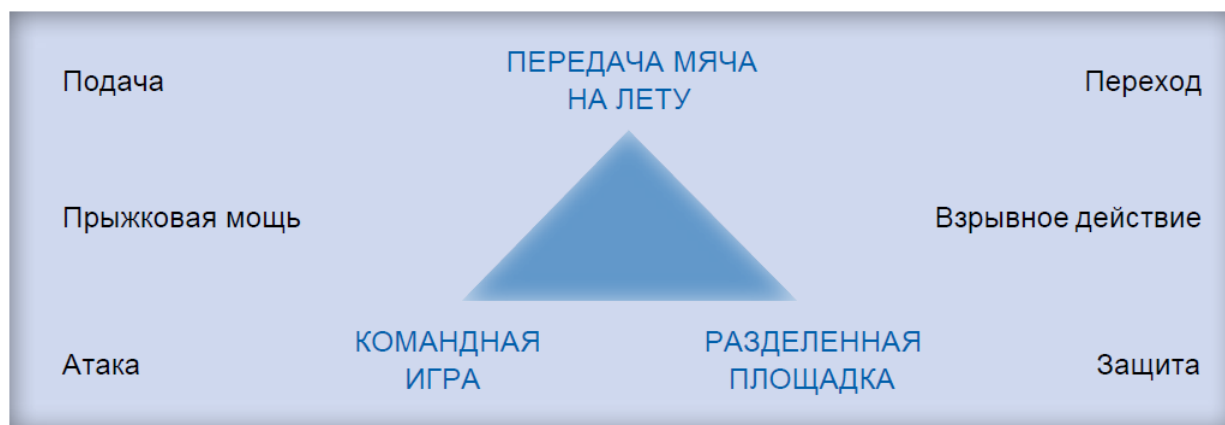 Подача
ПЕРЕДАЧА МЯЧА
НА ЛЕТУ
Переход
Прыжковая мощь
Взрывное действие
Атака
КОМАНДНАЯ
ИГРА
РАЗДЕЛЕННАЯ
ПЛОЩАДКА
Защита